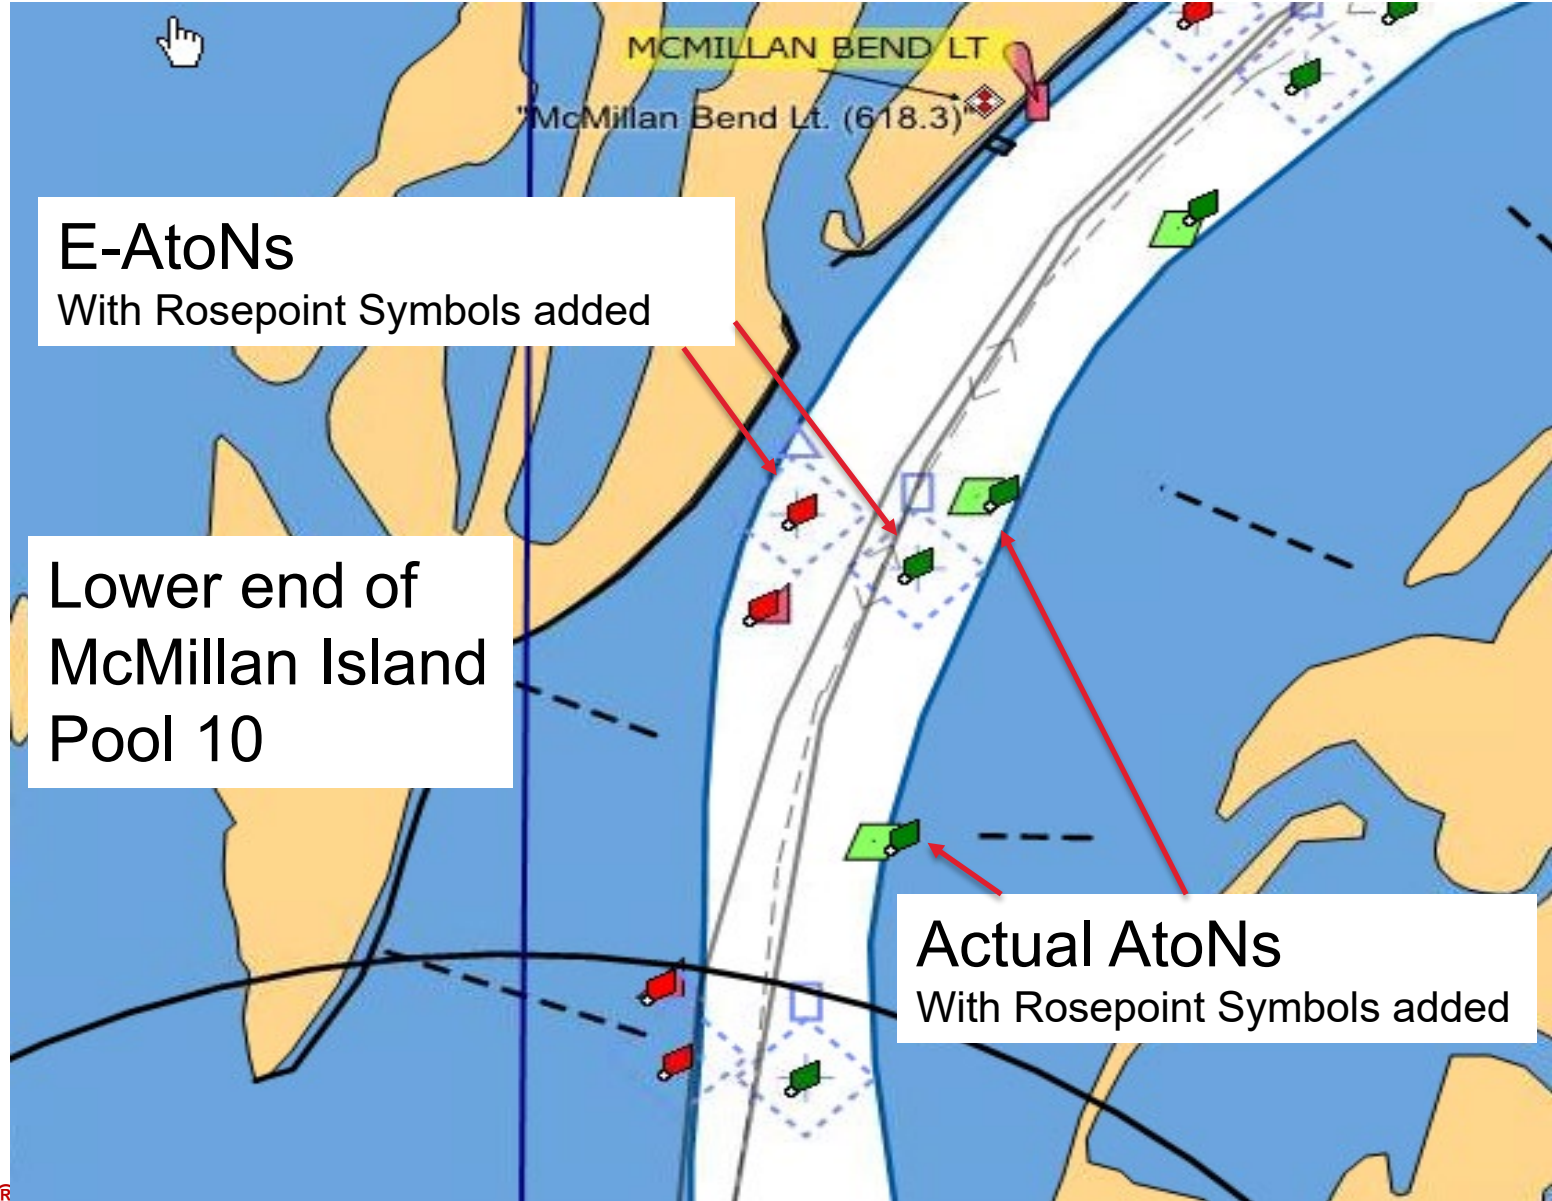 MCMILLAN BEND LT
"McMillan Bend Lt. (618.3)"
E-AtoNs
With Rosepoint Symbols added
Lower end of
McMillan Island
Pool 10
Actual AtoNs
With Rosepoint Symbols added
®